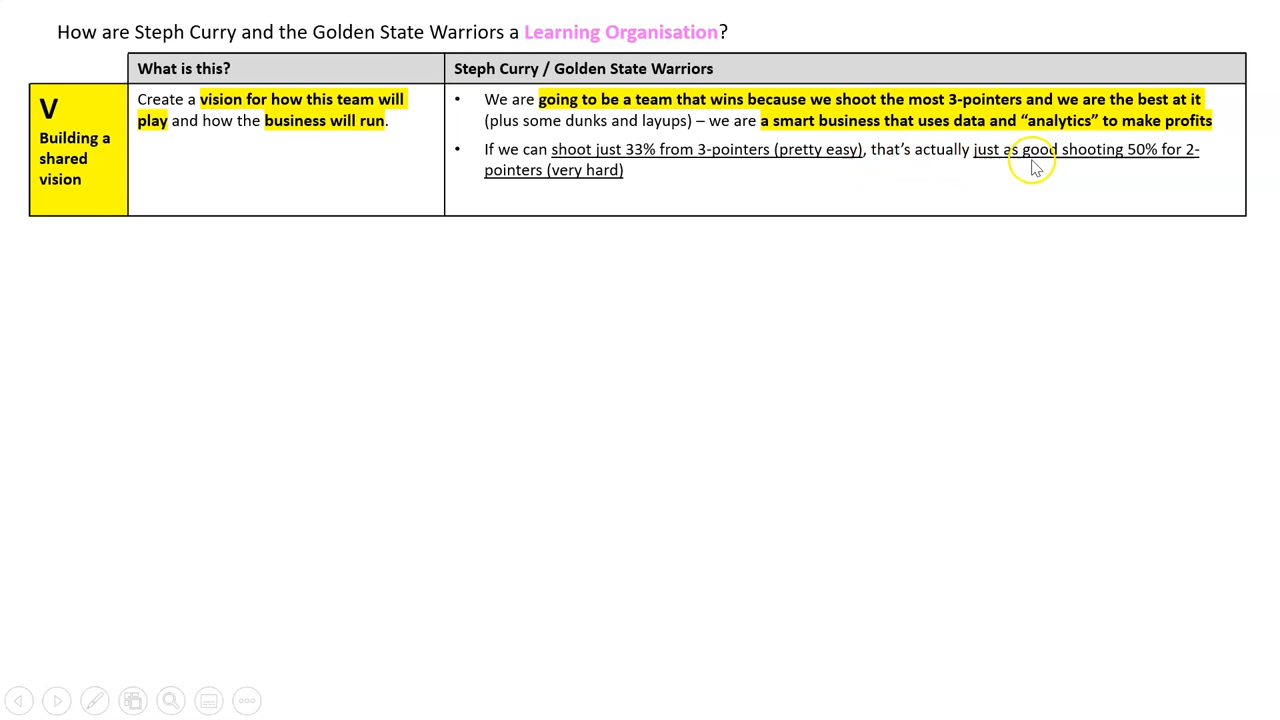 How are Steph Curry and the Golden State Warriors a Learning Organisation?
What is this?
Steph Curry / Golden State Warriors
V
Building a
shared
vision
Create a vision for how this team will
play and how the business will run.
• We are going to be a team that wins because we shoot the most 3-pointers and we are the best at it
(plus some dunks and layups) – we are a smart business that uses data and “analytics” to make profits
• If we can shoot just 33% from 3-pointers (pretty easy), that’s actually just as good shooting 50% for 2-
pointers (very hard)